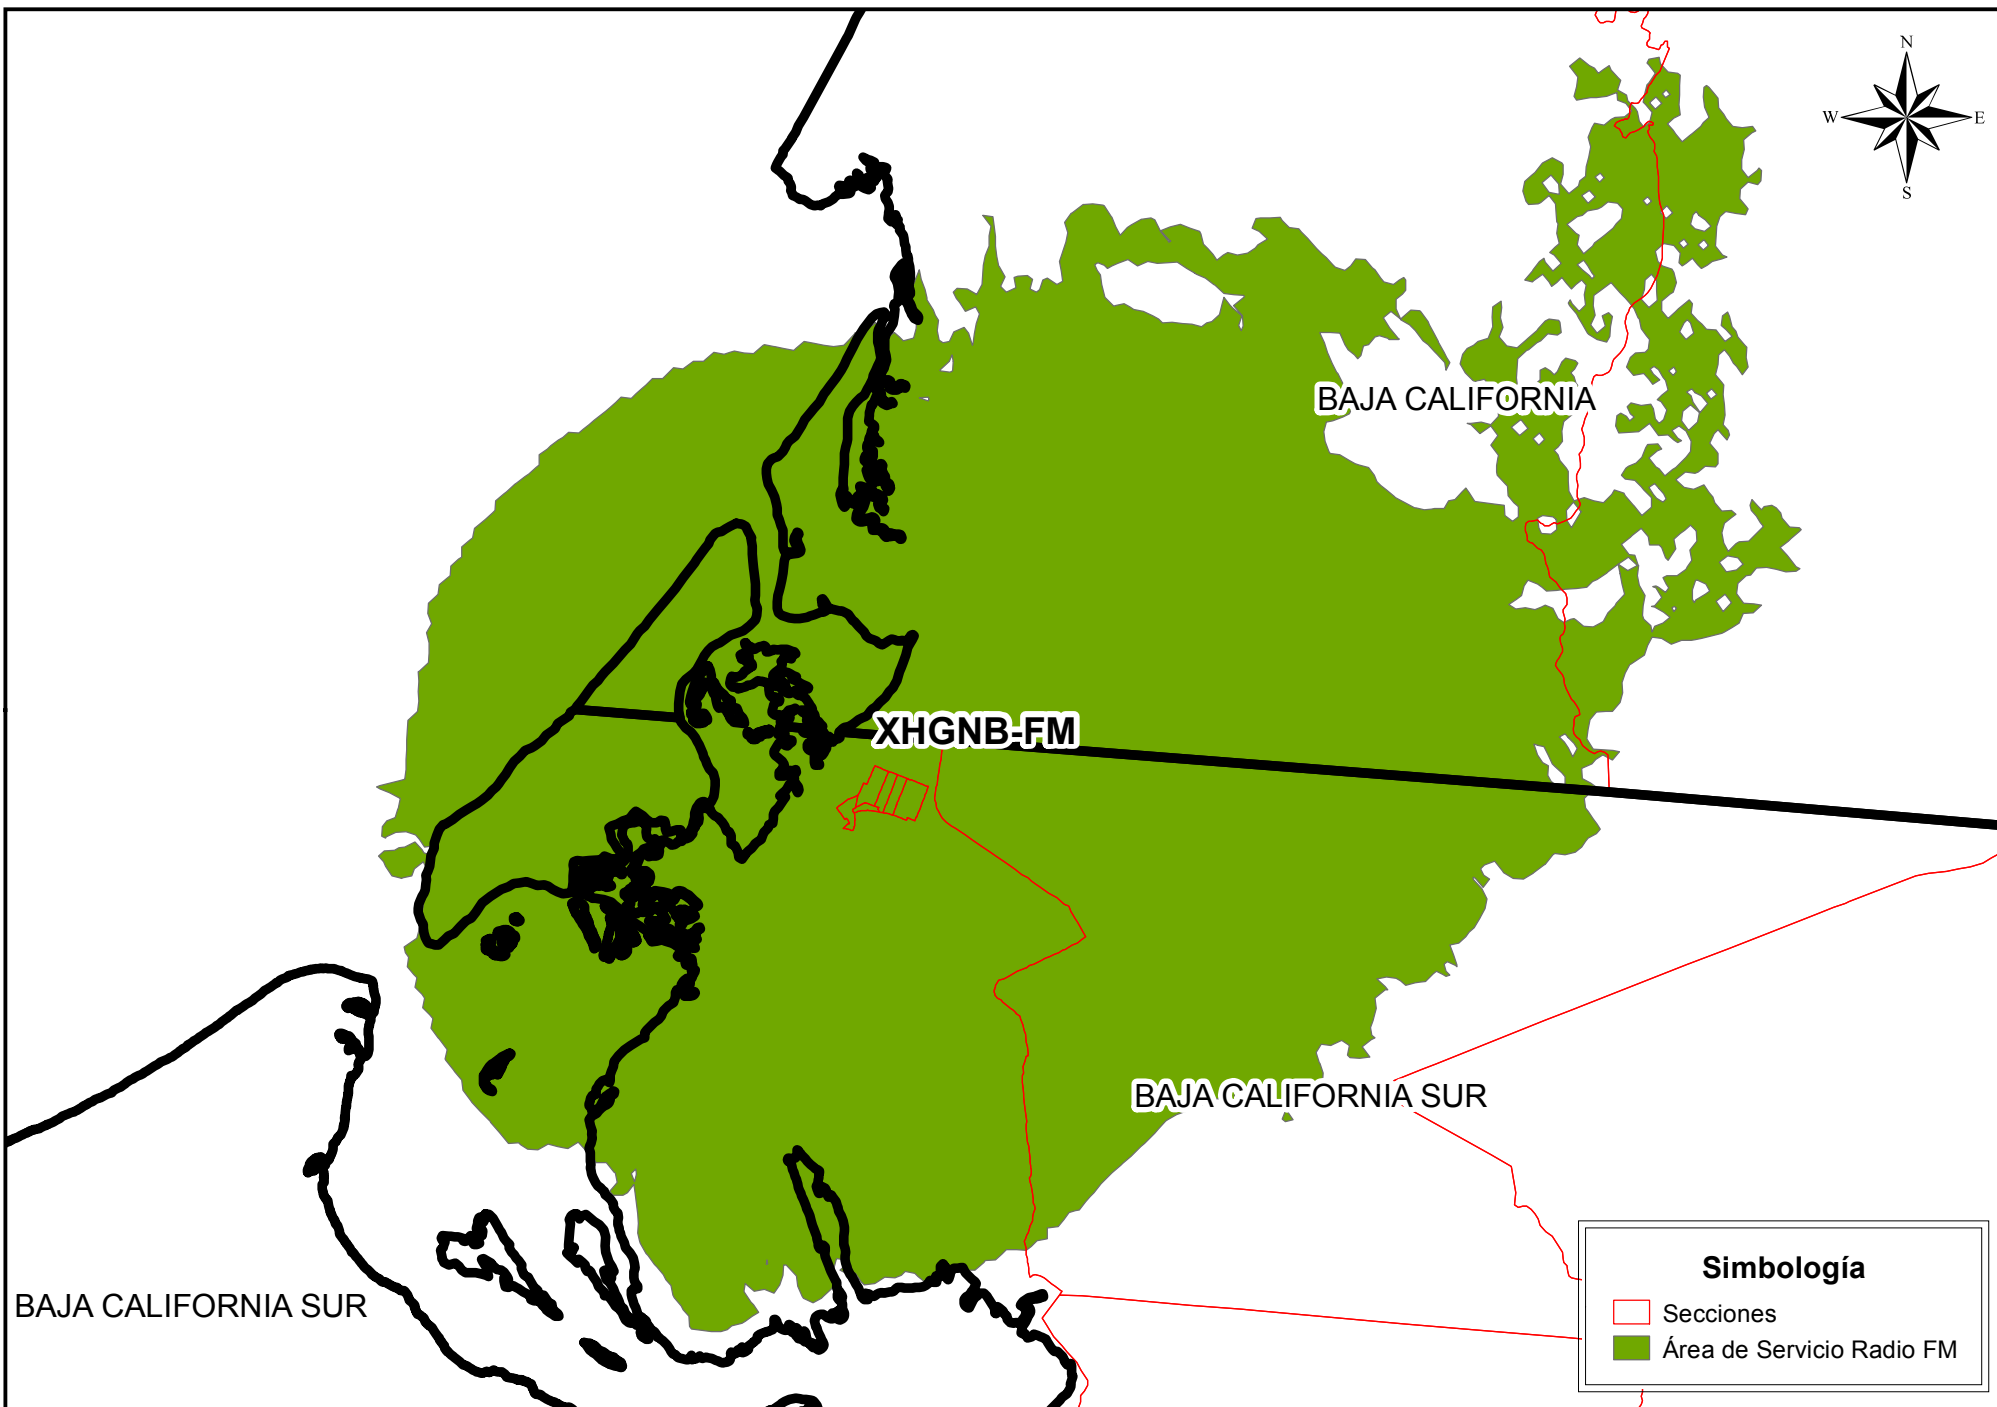 N
W E
S
BAJA CALIFORNIA
XHGNB-FM
BAJA CALIFORNIA SUR
BAJA CALIFORNIA SUR
Simbología
Secciones
Área de Servicio Radio FM